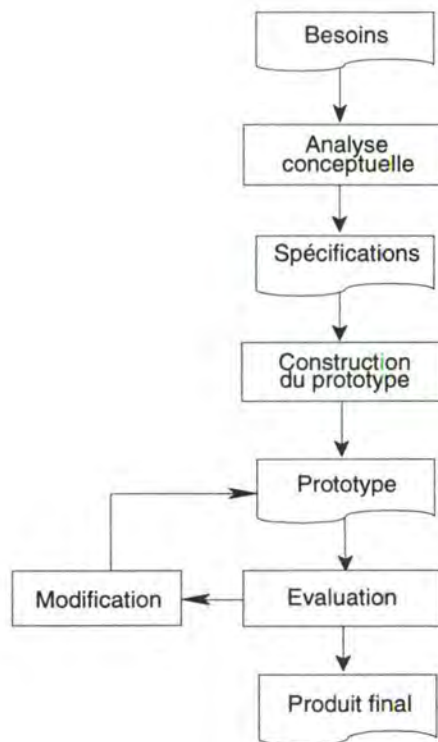 Besoins
Analyse
conceptuelle
Spécifications
Construction
du prototype
Prototype
Modification
Evaluation
Produit final